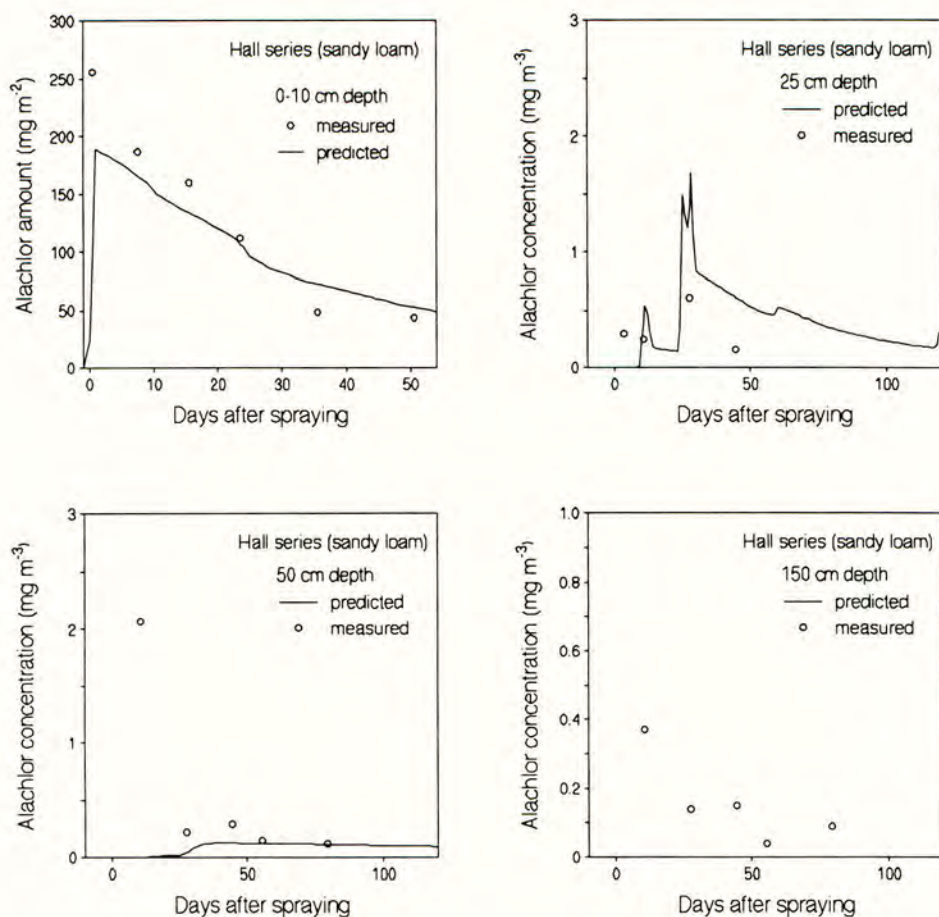 Hall series (sandy loam)
0-10 cm depth
measured
predicted
Alachlor amount (mg m⁻²)
300
250
200
150
100
50
0
0 10 20 30 40 50
Days after spraying
Hall series (sandy loam)
25 cm depth
predicted
measured
Alachlor concentration (mg m⁻³)
3
2
1
0
0 50 100
Days after spraying
Hall series (sandy loam)
50 cm depth
predicted
measured
Alachlor concentration (mg m⁻³)
3
2
1
0
0 50 100
Days after spraying
Hall series (sandy loam)
150 cm depth
predicted
measured
Alachlor concentration (mg m⁻³)
1.0
0.8
0.6
0.4
0.2
0
0 50 100
Days after spraying